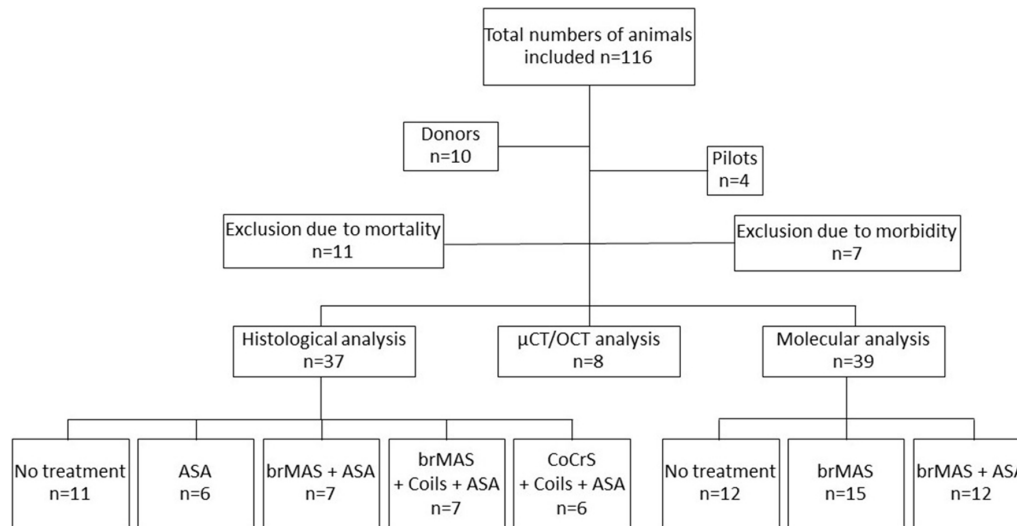 Total numbers of animals
included n=116
Donors
n=10
Pilots
n=4
Exclusion due to mortality
n=11
Exclusion due to morbidity
n=7
Histological analysis
n=37
µCT/OCT analysis
n=8
Molecular analysis
n=39
No treatment
n=11
ASA
n=6
brMAS + ASA
n=7
brMAS
+ Coils + ASA
n=7
CoCrS
+ Coils + ASA
n=6
No treatment
n=12
brMAS
n=15
brMAS + ASA
n=12